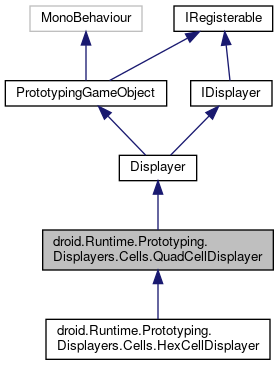 MonoBehaviour
IRegisterable
PrototypingGameObject
IDisplayer
Displayer
droid.Runtime.Prototyping.
Displayers.Cells.QuadCellDisplayer
droid.Runtime.Prototyping.
Displayers.Cells.HexCellDisplayer